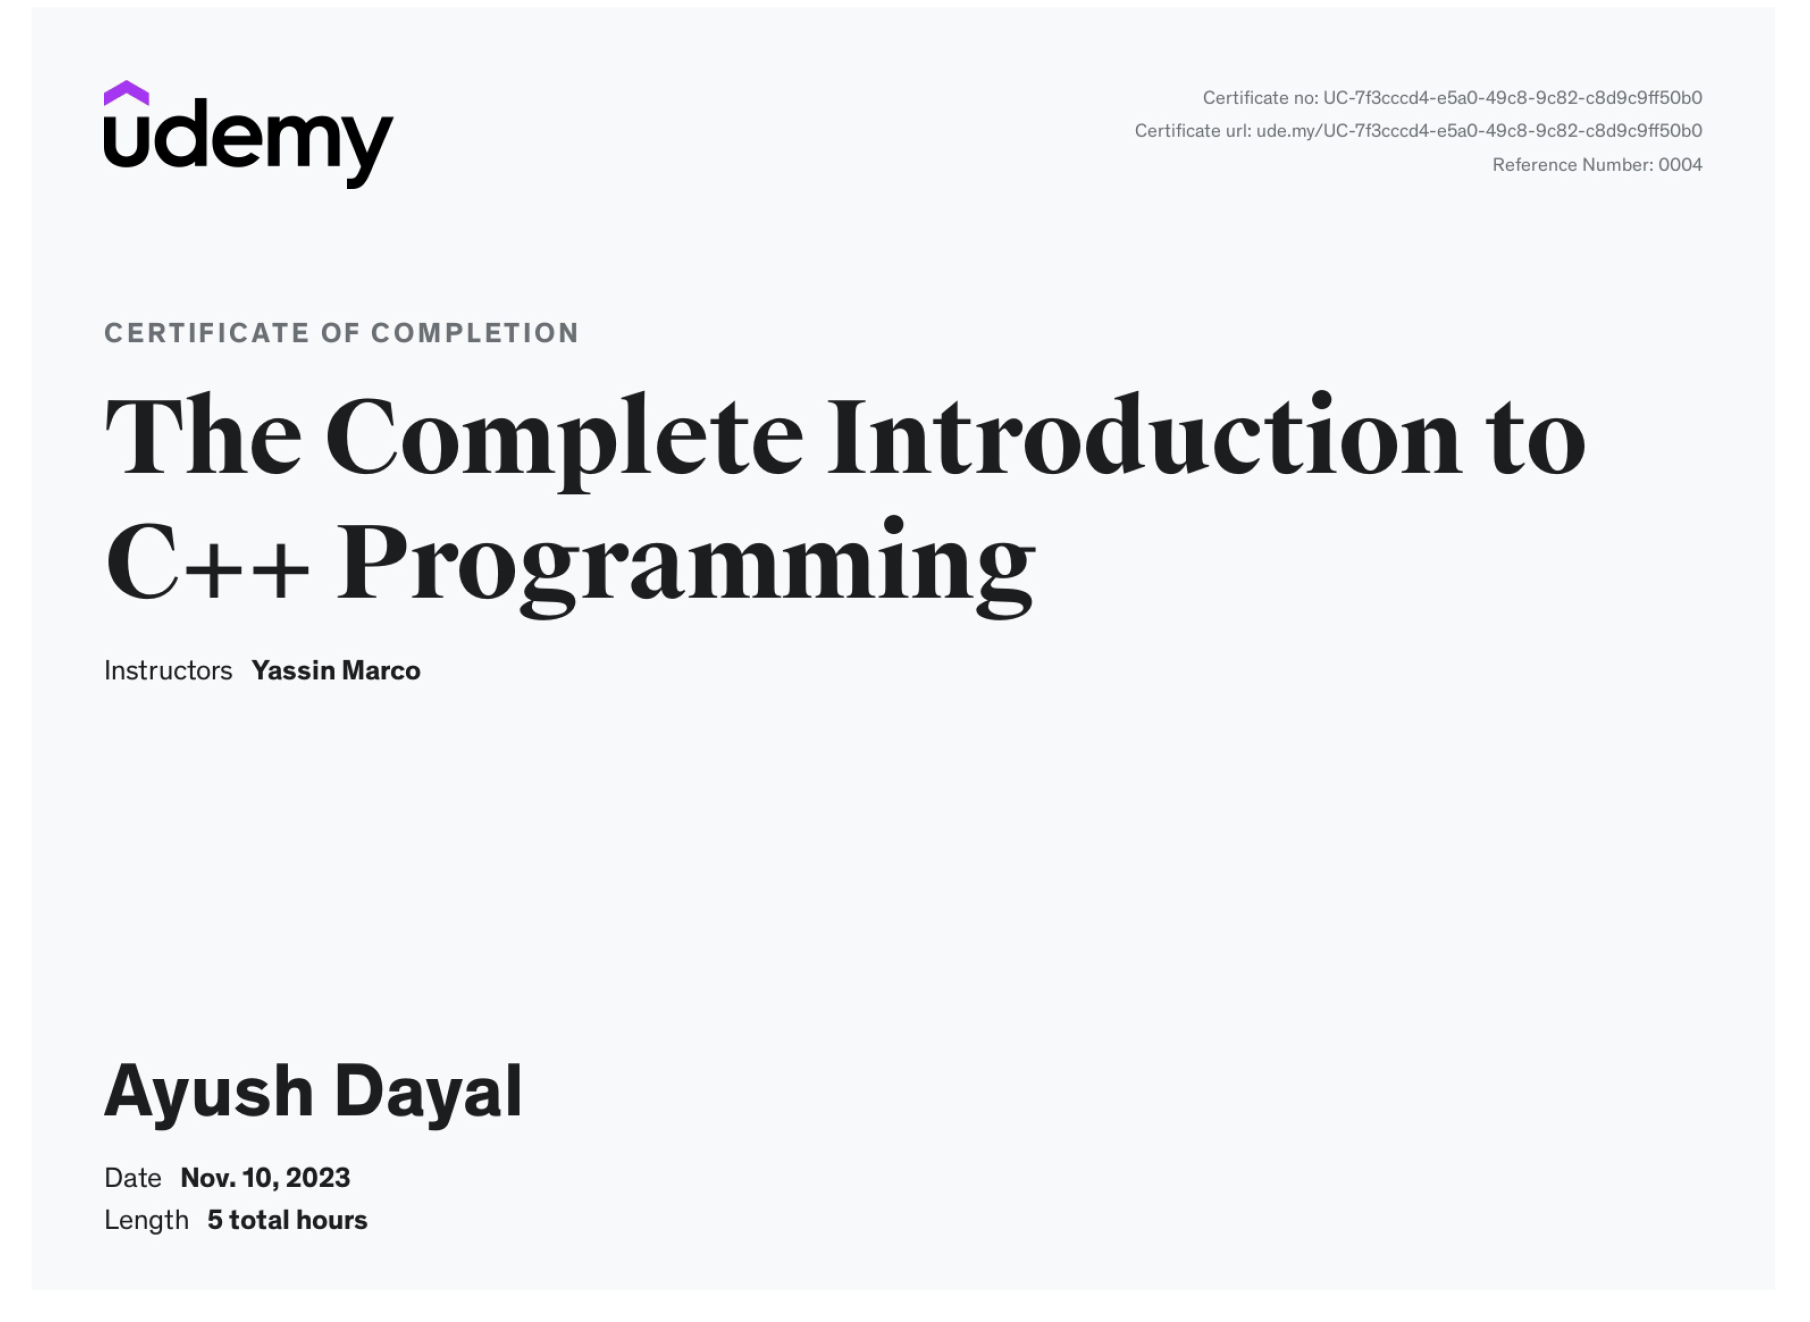 udemy
Certificate no: UC-7f3cccd4-e5a0-49c8-9c82-c8d9c9ff50b0
Certificate url: ude.my/UC-7f3cccd4-e5a0-49c8-9c82-c8d9c9ff50b0
Reference Number: 0004
CERTIFICATE OF COMPLETION
The Complete Introduction to
C++ Programming
Instructors Yassin Marco
Ayush Dayal
Date Nov. 10, 2023
Length 5 total hours